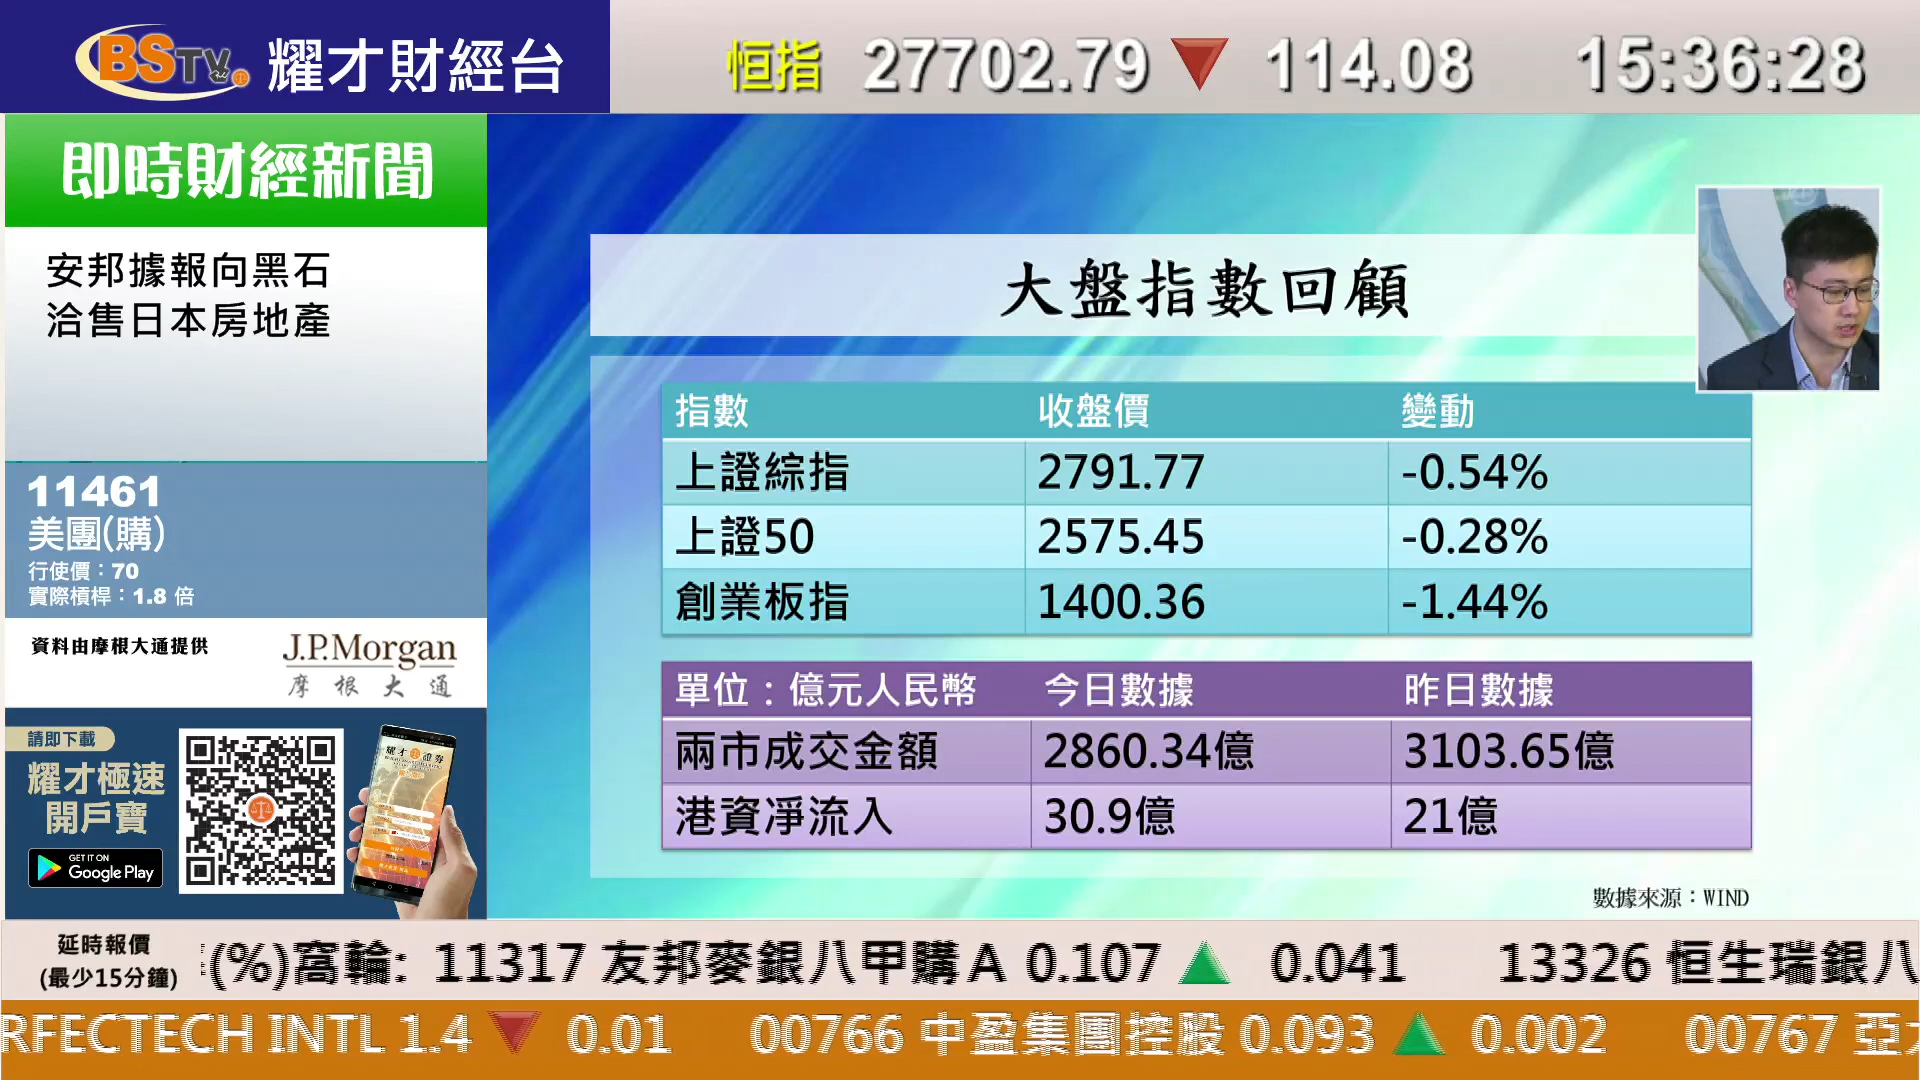 BSTV 耀才財經台
恒指 27702.79 ▼ 114.08 15:36:28
即時財經新聞
安邦據報向黑石
洽售日本房地產
11461
美團(購)
行使價：70
實際槓桿：1.8 倍
資料由摩根大通提供
J.P.Morgan
摩根大通
請即下載
耀才極速
開戶寶
GET IT ON
Google Play
耀才證券
大盤指數回顧
指數 收盤價 變動
上證綜指 2791.77 -0.54%
上證50 2575.45 -0.28%
創業板指 1400.36 -1.44%
單位：億元人民幣 今日數據 昨日數據
兩市成交金額 2860.34億 3103.65億
港資凈流入 30.9億 21億
數據來源：WIND
延時報價
(最少15分鐘)
(%)窩輪: 11317 友邦麥銀八甲購A 0.107 ▲ 0.041 13326 恒生瑞銀八
RFECTECH INTL 1.4 ▼ 0.01 00766 中盈集團控股 0.093 ▲ 0.002 00767 亞